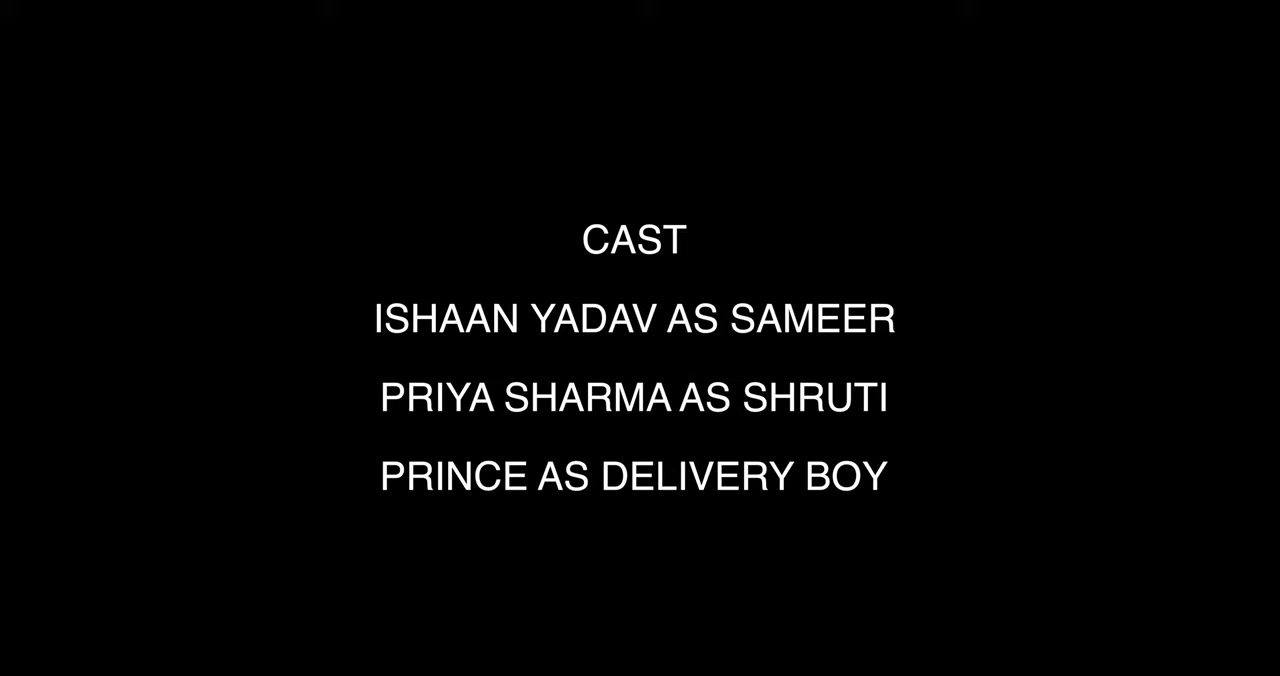 CAST
ISHAAN YADAV AS SAMEER
PRIYA SHARMA AS SHRUTI
PRINCE AS DELIVERY BOY